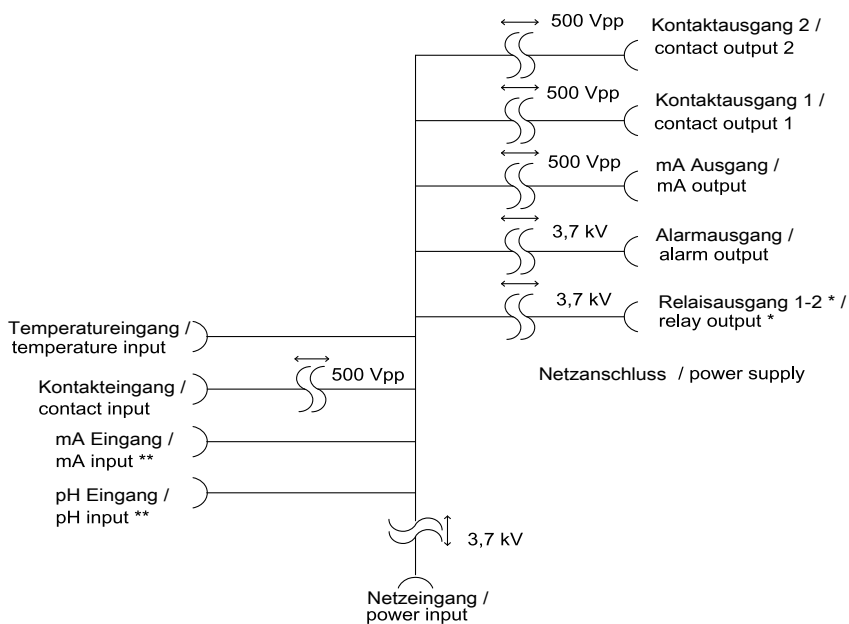 500 Vpp
Kontaktausgang 2 /
contact output 2
500 Vpp
Kontaktausgang 1 /
contact output 1
500 Vpp
mA Ausgang /
mA output
3,7 kV
Alarmausgang /
alarm output
3,7 kV
Relaisausgang 1-2 * /
relay output *
Temperatureingang /
temperature input
Netzanschluss / power supply
Kontakteingang /
contact input
500 Vpp
mA Eingang /
mA input **
pH Eingang /
pH input **
3,7 kV
Netzeingang /
power input